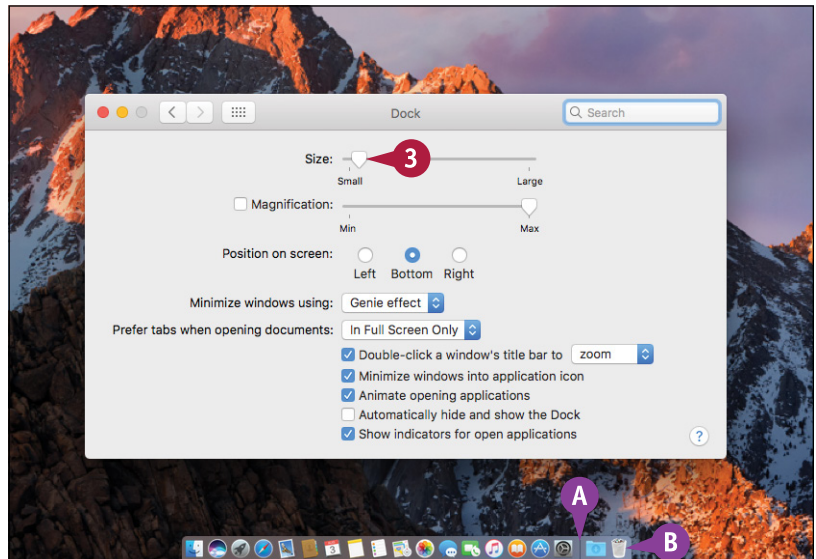 Dock
Search
Size:
3
Small Large
Magnification:
Min Max
Position on screen:
Left Bottom Right
Minimize windows using: Genie effect
Prefer tabs when opening documents: In Full Screen Only
Double-click a window's title bar to zoom
Minimize windows into application icon
Animate opening applications
Automatically hide and show the Dock
Show indicators for open applications
?
A
3
B